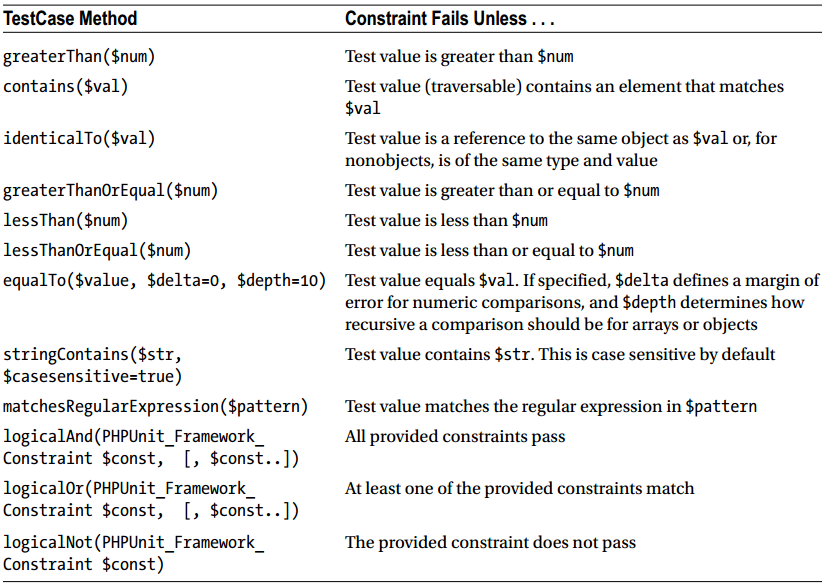 TestCase Method Constraint Fails Unless . . .
greaterThan($num) Test value is greater than $num
contains($val) Test value (traversable) contains an element that matches
$val
identicalTo($val) Test value is a reference to the same object as $val or, for
nonobjects, is of the same type and value
greaterThanOrEqual($num) Test value is greater than or equal to $num
lessThan($num) Test value is less than $num
lessThanOrEqual($num) Test value is less than or equal to $num
equalTo($value, $delta=0, $depth=10) Test value equals $val. If specified, $delta defines a margin of
error for numeric comparisons, and $depth determines how
recursive a comparison should be for arrays or objects
stringContains($str, Test value contains $str. This is case sensitive by default
$casesensitive=true)
matchesRegularExpression($pattern) Test value matches the regular expression in $pattern
logicalAnd(PHPUnit_Framework_ All provided constraints pass
Constraint $const, [, $const..])
logicalOr(PHPUnit_Framework_ At least one of the provided constraints match
Constraint $const, [, $const..])
logicalNot(PHPUnit_Framework_ The provided constraint does not pass
Constraint $const)